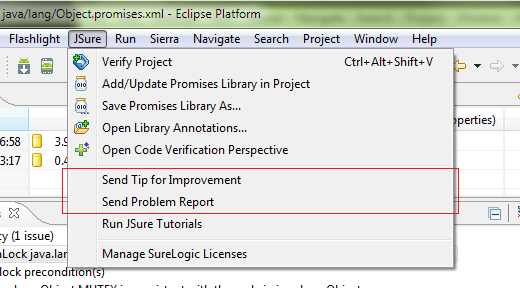 java/lang/Object.promises.xml - Eclipse Platform
Flashlight JSure Run Sierra Navigate Search Project Window Help
Verify Project Ctrl+Alt+Shift+V
Add/Update Promises Library in Project
Save Promises Library As...
Open Library Annotations...
Open Code Verification Perspective
Send Tip for Improvement
Send Problem Report
Run JSure Tutorials
Manage SureLogic Licenses
6:58 3.9
3:17 0.4
operties)
ty (1 issue)
nLock java.lan
lock precondition(s)